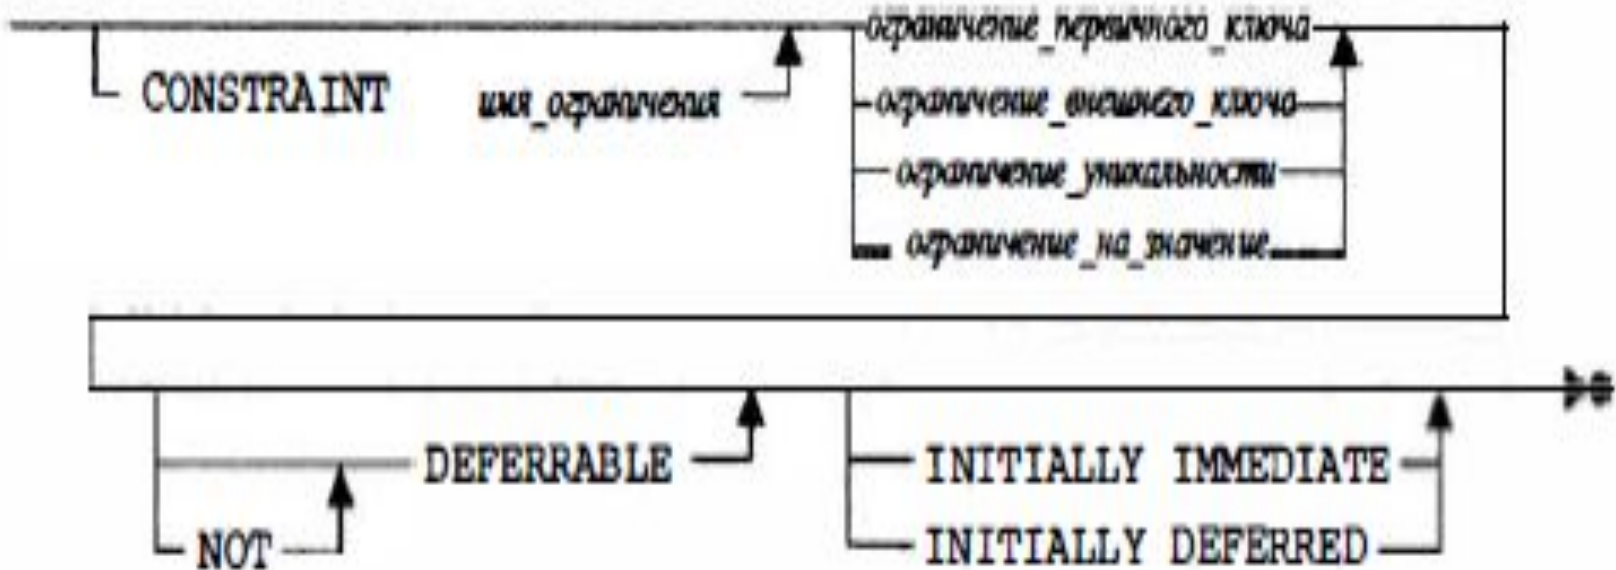 ограничение_первичного_ключа
CONSTRAINT имя_ограничения
ограничение_внешнего_ключа
ограничение_уникальности
ограничение_на_значение
DEFERRABLE
NOT
INITIALLY IMMEDIATE
INITIALLY DEFERRED